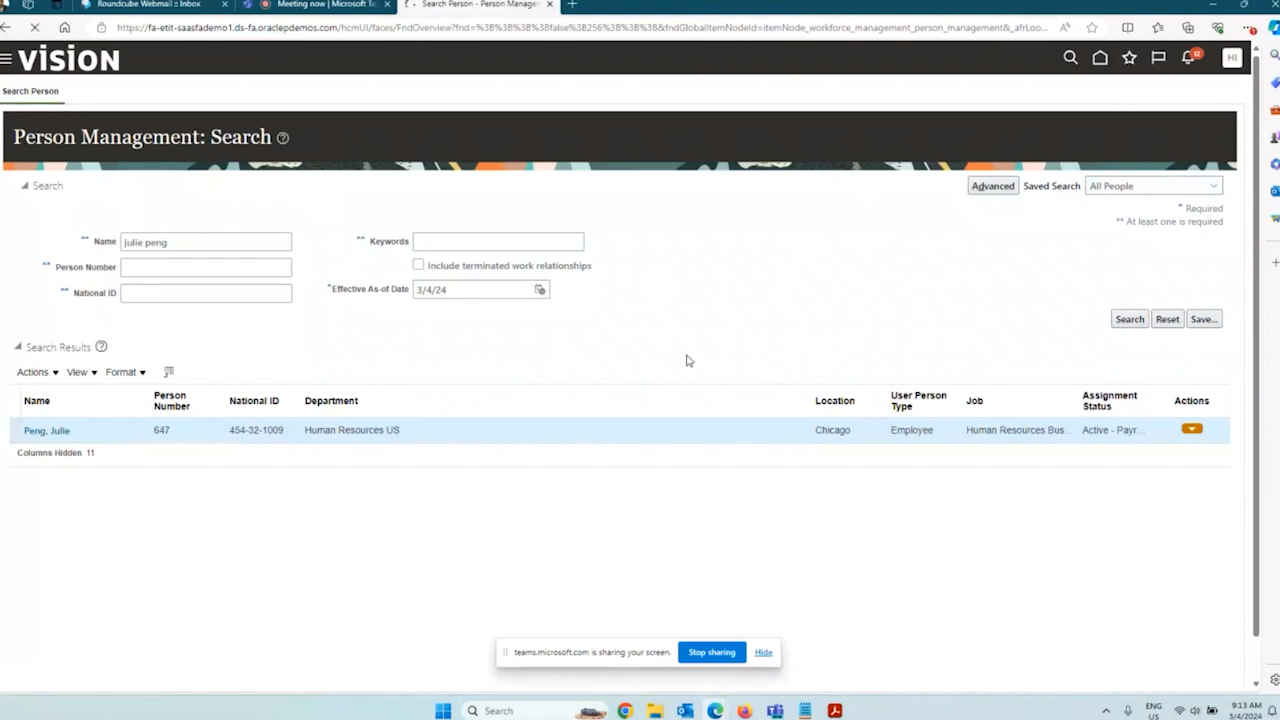 Roundcube Webmail :: Inbox
Meeting now | Microsoft Te
Search Person - Person Manage
https://fa-etit-saasfademo1.ds-fa.oraclepdemos.com/hcmUI/faces/FndOverview?fnd=%3B%3B%3B%3Bfalse%3B256%3B%3B%3B&fndGlobalItemNodeId=itemNode_workforce_management_person_management&_afrLoo...
VISION
12
HI
Search Person
Person Management: Search
Search
Advanced Saved Search All People
* Required
** At least one is required
** Name julie peng
** Keywords
** Person Number
Include terminated work relationships
** National ID
*Effective As-of Date 3/4/24
Search Reset Save...
Search Results
Actions View Format
Name Person Number National ID Department Location User Person Type Job Assignment Status Actions
Peng, Julie 647 454-32-1009 Human Resources US Chicago Employee Human Resources Bus... Active - Payr...
Columns Hidden 11
teams.microsoft.com is sharing your screen. Stop sharing Hide
Search
ENG
US
9:13 AM
3/4/2024